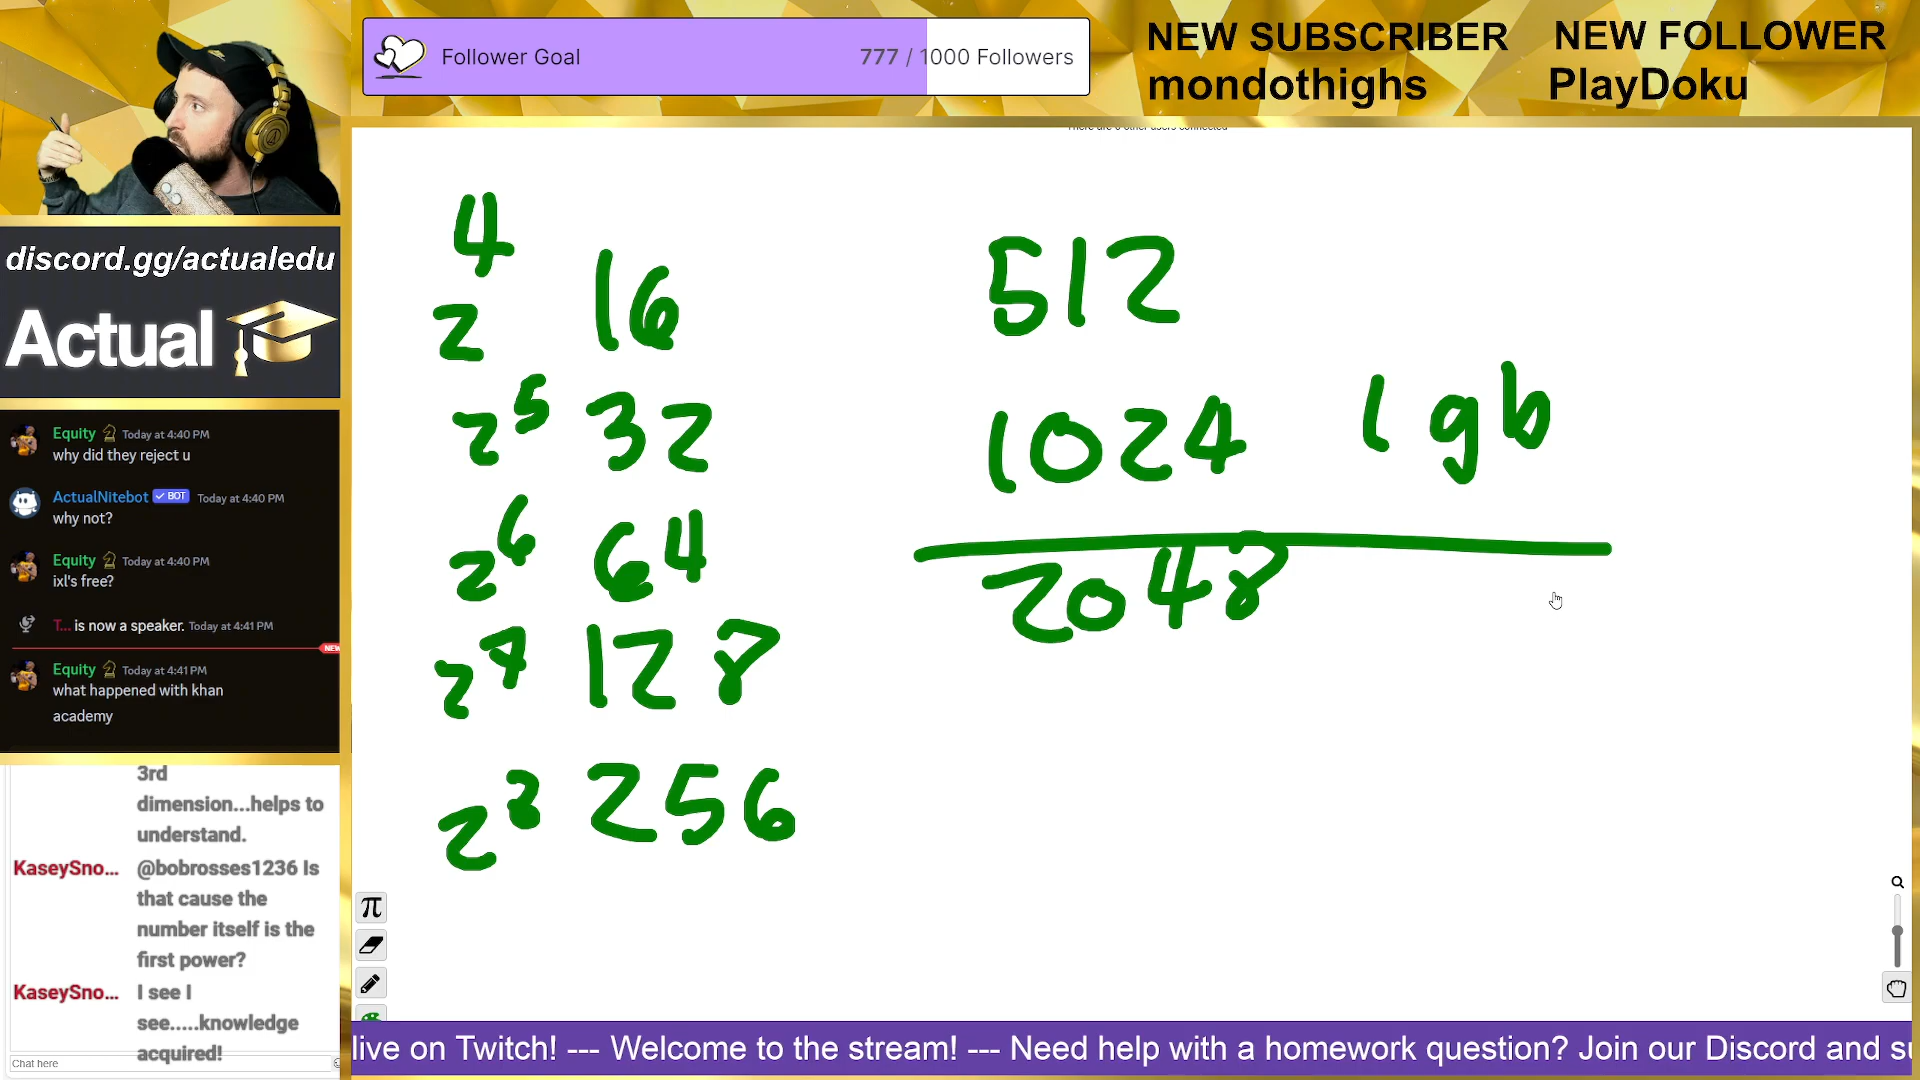 Follower Goal
777 / 1000 Followers
NEW SUBSCRIBER
mondothighs
NEW FOLLOWER
PlayDoku
discord.gg/actualedu
Actual
Equity Today at 4:40 PM
why did they reject u
ActualNitebot BOT Today at 4:40 PM
why not?
Equity Today at 4:40 PM
ixl's free?
T... is now a speaker. Today at 4:41 PM
NEW
Equity Today at 4:41 PM
what happened with khan
academy
3rd
dimension...helps to
understand.
KaseySno... @bobrosses1236 Is
that cause the
number itself is the
first power?
KaseySno... I see I
see.....knowledge
acquired!
Chat here
2^4 16
2^5 32
2^6 64
2^7 128
2^8 256
512
1024 1 gb
2048
π
live on Twitch! --- Welcome to the stream! --- Need help with a homework question? Join our Discord and su